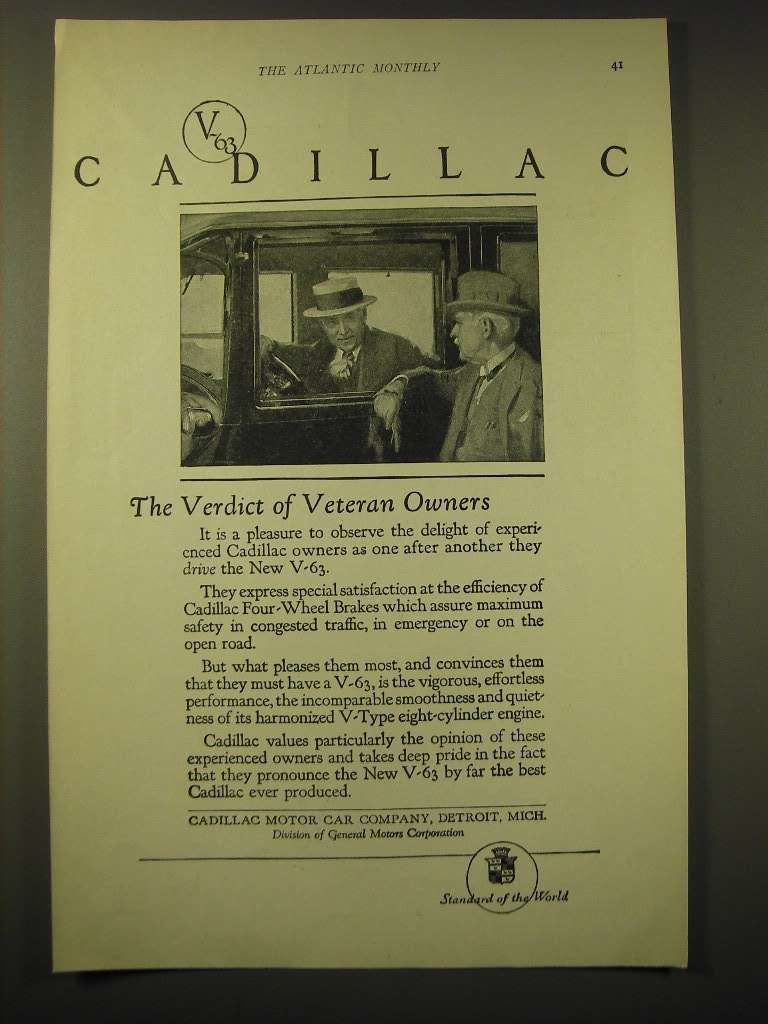 THE ATLANTIC MONTHLY 41
V-63
CADILLAC
The Verdict of Veteran Owners
It is a pleasure to observe the delight of experi-
enced Cadillac owners as one after another they
drive the New V-63.
They express special satisfaction at the efficiency of
Cadillac Four-Wheel Brakes which assure maximum
safety in congested traffic, in emergency or on the
open road.
But what pleases them most, and convinces them
that they must have a V-63, is the vigorous, effortless
performance, the incomparable smoothness and quiet-
ness of its harmonized V-Type eight-cylinder engine.
Cadillac values particularly the opinion of these
experienced owners and takes deep pride in the fact
that they pronounce the New V-63 by far the best
Cadillac ever produced.
CADILLAC MOTOR CAR COMPANY, DETROIT, MICH.
Division of General Motors Corporation
Standard of the World